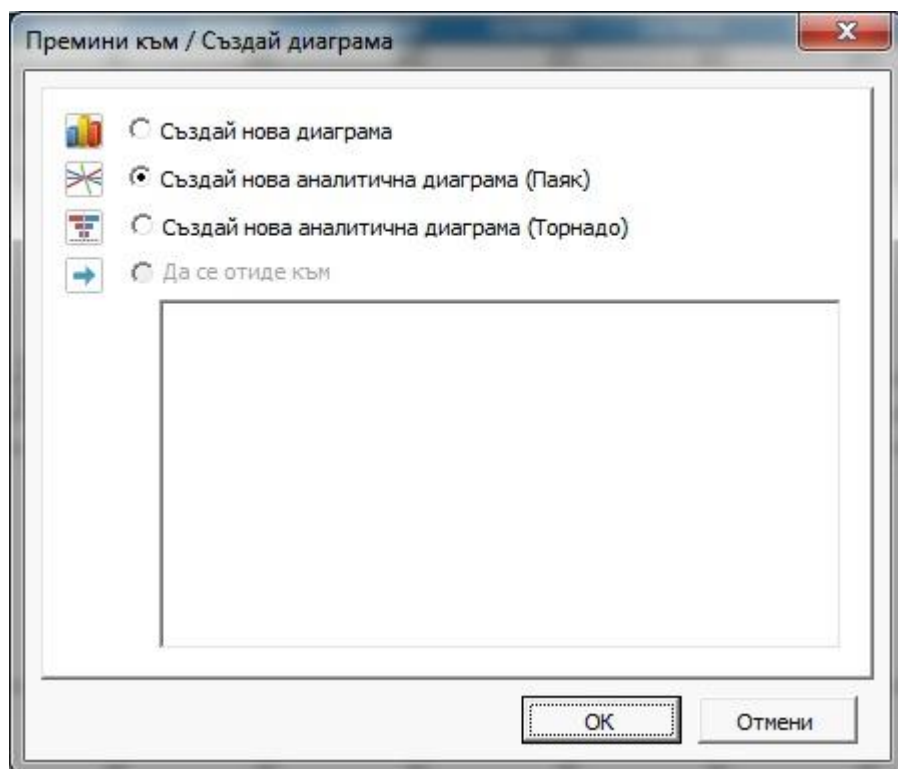 Премини към / Създай диаграма
Създай нова диаграма
Създай нова аналитична диаграма (Паяк)
Създай нова аналитична диаграма (Торнадо)
Да се отиде към
ОК
Отмени